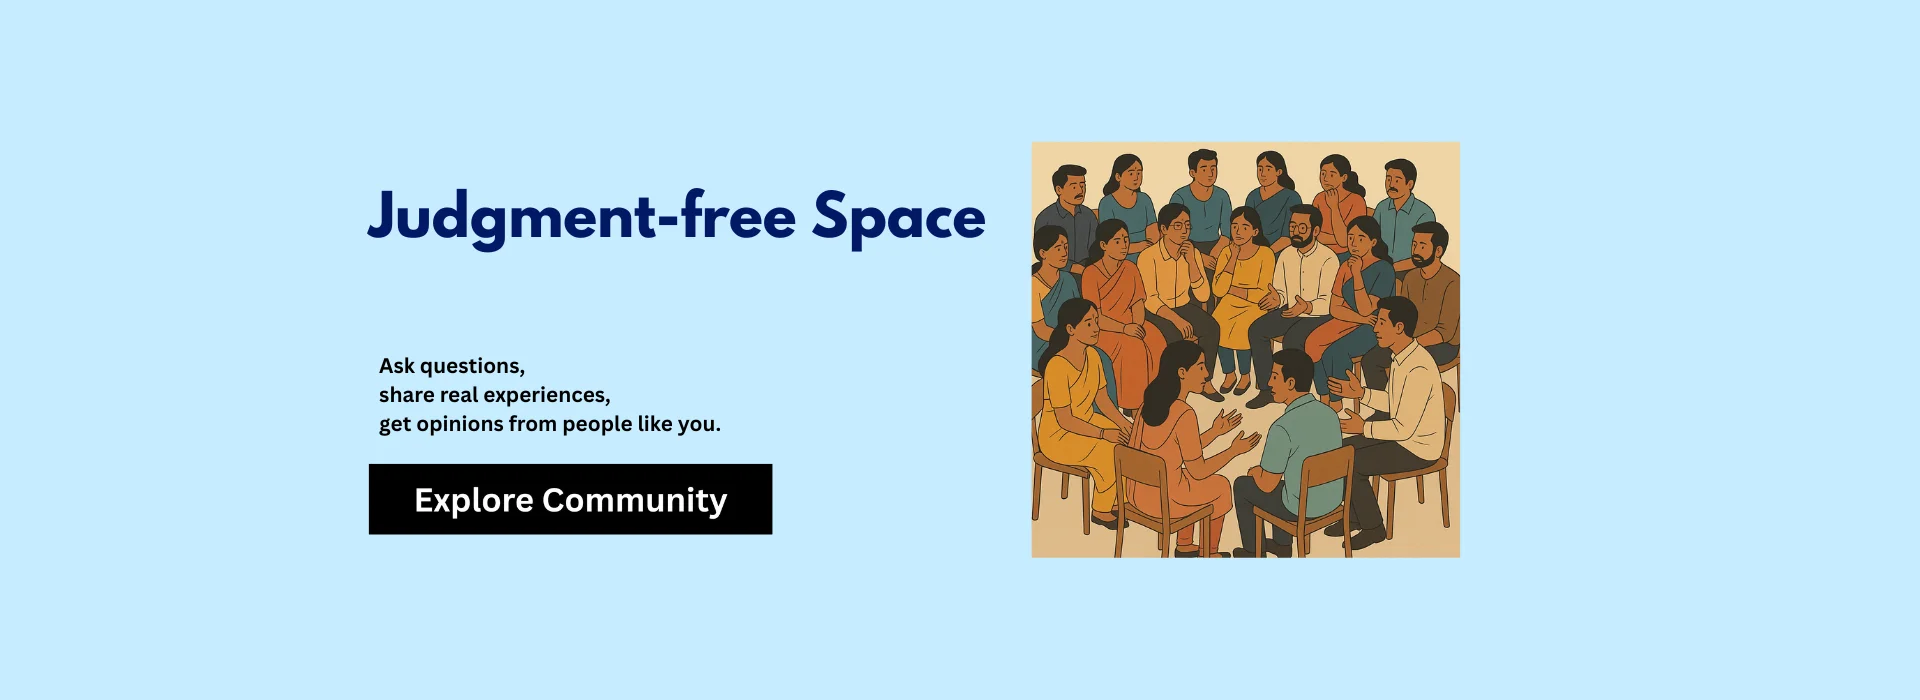 Judgment-free Space
Ask questions,
share real experiences,
get opinions from people like you.
Explore Community